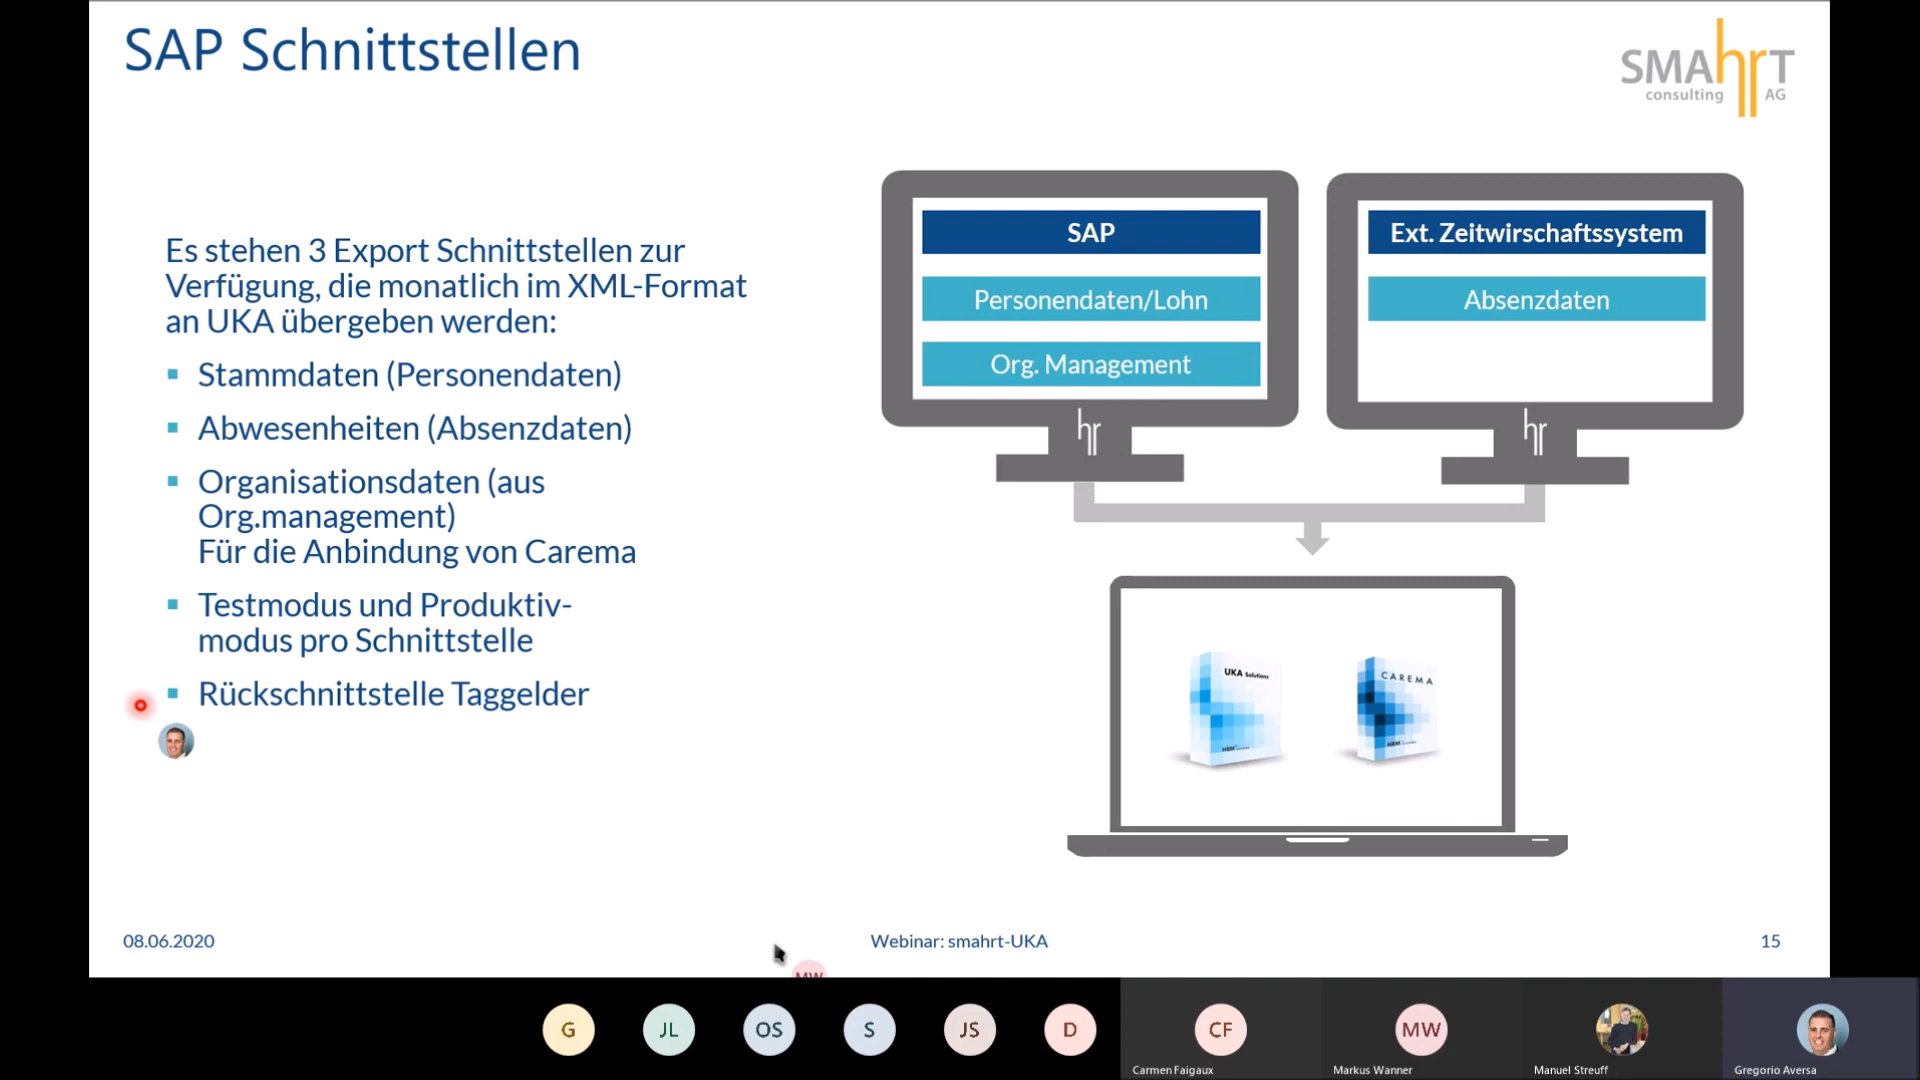 SAP Schnittstellen
SMAhrT
consulting AG
Es stehen 3 Export Schnittstellen zur
Verfügung, die monatlich im XML-Format
an UKA übergeben werden:
Stammdaten (Personendaten)
Abwesenheiten (Absenzdaten)
Organisationsdaten (aus
Org.management)
Für die Anbindung von Carema
Testmodus und Produktiv-
modus pro Schnittstelle
Rückschnittstelle Taggelder
SAP
Personendaten/Lohn
Org. Management
hr
Ext. Zeitwirschaftssystem
Absenzdaten
hr
UKA Solutions
CAREMA
08.06.2020
Webinar: smahrt-UKA
15
MW
G
JL
OS
S
JS
D
CF
Carmen Faigaux
MW
Markus Wanner
Manuel Streuff
Gregorio Aversa